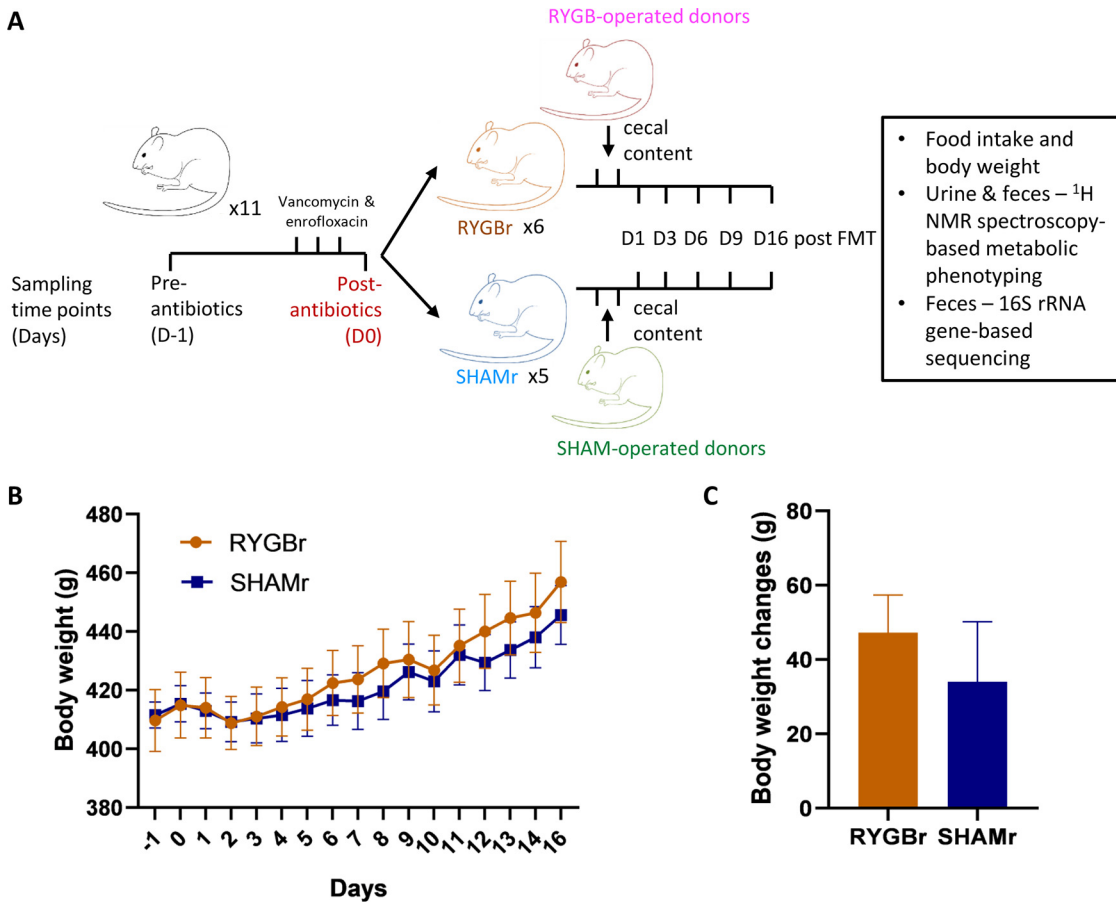 A
RYGB-operated donors
cecal
content
x11
Vancomycin &
enrofloxacin
RYGBr x6
D1 D3 D6 D9 D16 post FMT
Sampling
time points
(Days)
Pre-
antibiotics
(D-1)
Post-
antibiotics
(D0)
cecal
content
SHAMr x5
SHAM-operated donors
• Food intake and
body weight
• Urine & feces – ¹H
NMR spectroscopy-
based metabolic
phenotyping
• Feces – 16S rRNA
gene-based
sequencing
B
Body weight (g)
480
460
440
420
400
380
RYGBr
SHAMr
-1 0 1 2 3 4 5 6 7 8 9 10 11 12 13 14 16
Days
C
Body weight changes (g)
80
60
40
20
0
RYGBr SHAMr